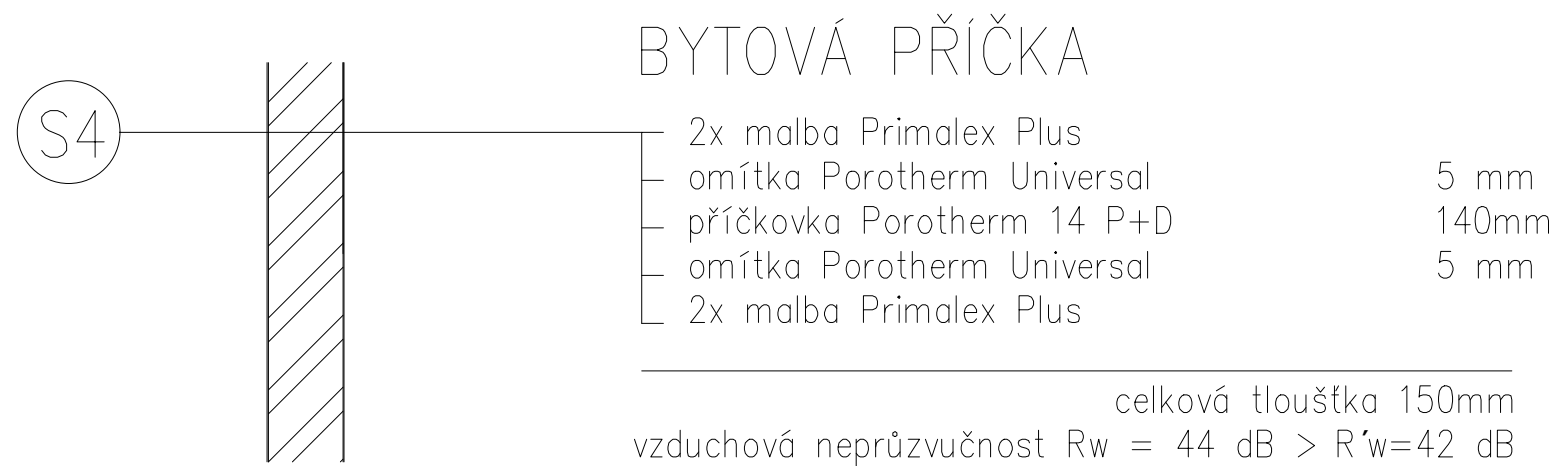 BYTOVÁ PŘÍČKA
S4
2x malba Primalex Plus
omítka Porotherm Universal 5 mm
příčkovka Porotherm 14 P+D 140mm
omítka Porotherm Universal 5 mm
2x malba Primalex Plus
celková tloušťka 150mm
vzduchová neprůzvučnost Rw = 44 dB > R´w=42 dB